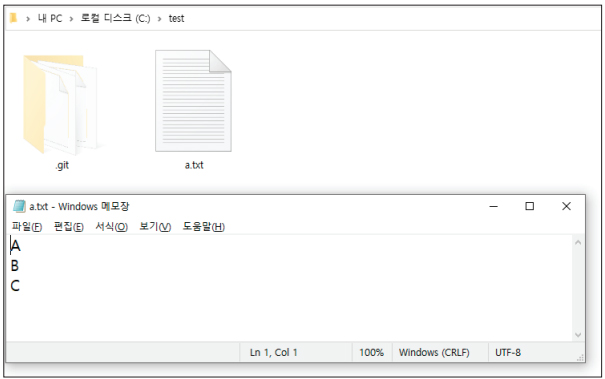 내 PC > 로컬 디스크 (C:) > test
.git
a.txt
a.txt - Windows 메모장
파일(F) 편집(E) 서식(O) 보기(V) 도움말(H)
A
B
C
Ln 1, Col 1 100% Windows (CRLF) UTF-8